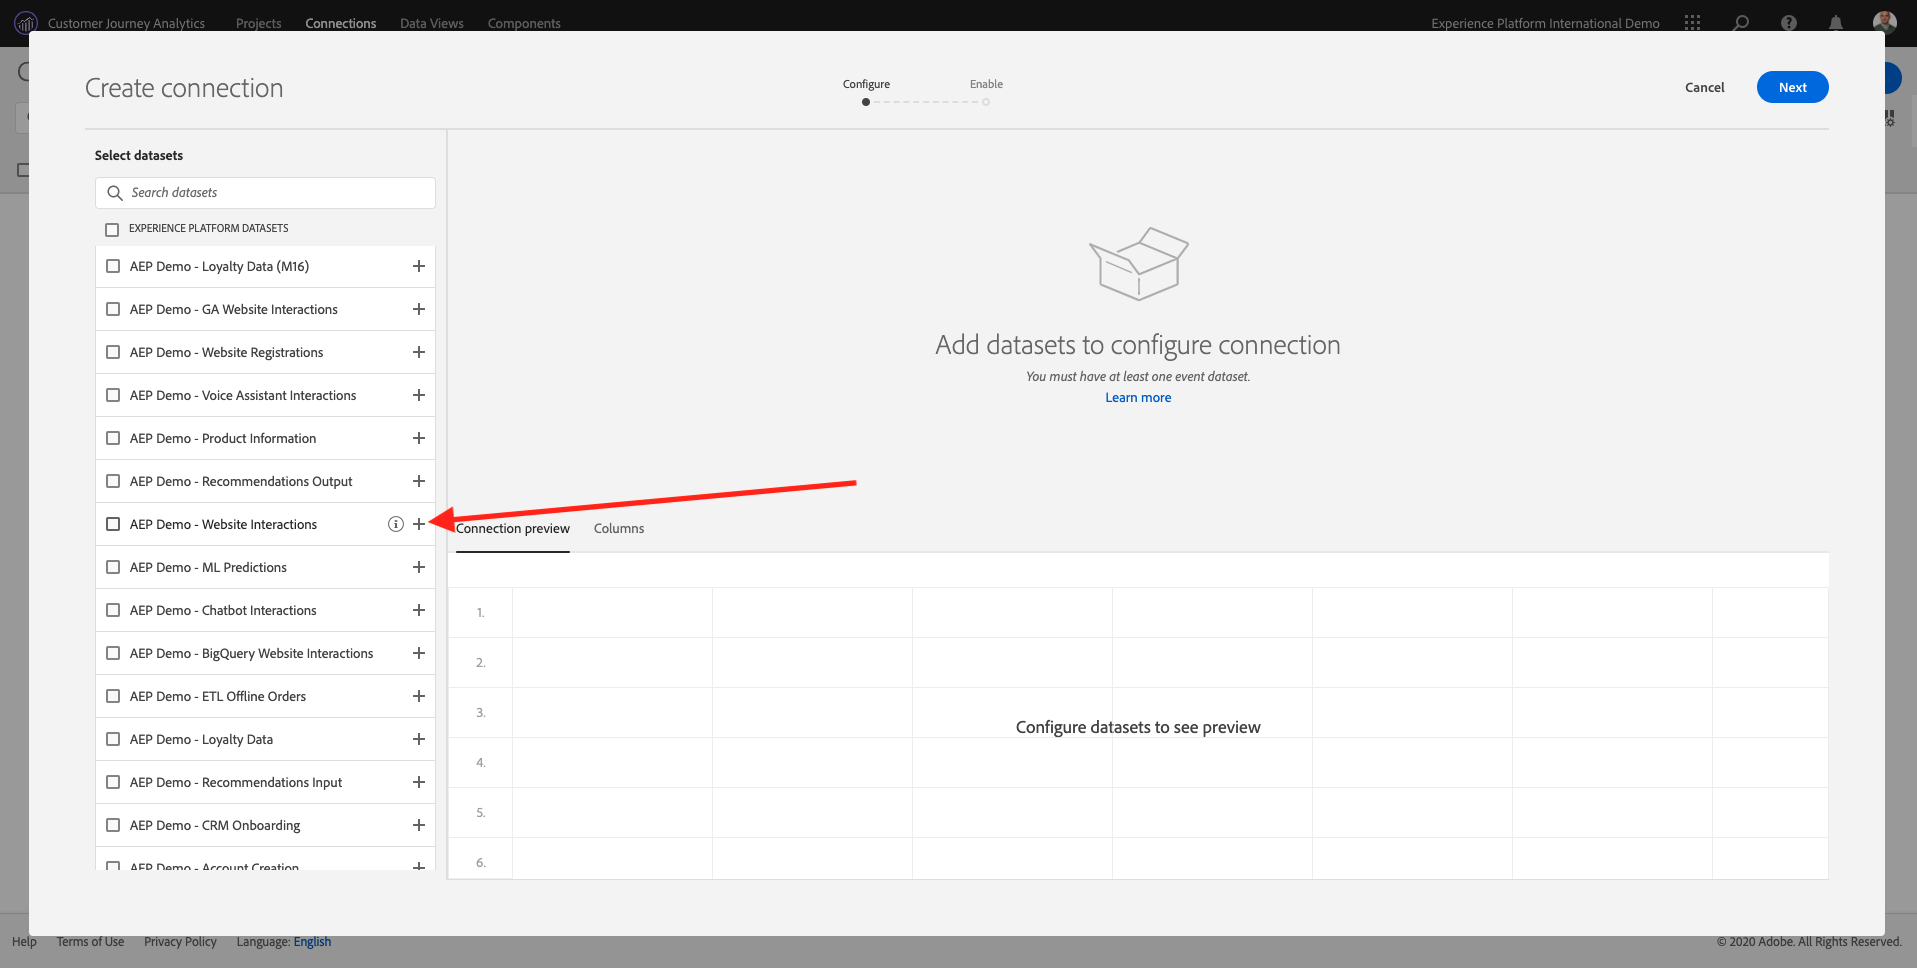 Customer Journey Analytics Projects Connections Data Views Components Experience Platform International Demo
Create connection
Configure Enable
Cancel Next
Select datasets
Search datasets
EXPERIENCE PLATFORM DATASETS
AEP Demo - Loyalty Data (M16)
AEP Demo - GA Website Interactions
AEP Demo - Website Registrations
AEP Demo - Voice Assistant Interactions
AEP Demo - Product Information
AEP Demo - Recommendations Output
AEP Demo - Website Interactions
AEP Demo - ML Predictions
AEP Demo - Chatbot Interactions
AEP Demo - BigQuery Website Interactions
AEP Demo - ETL Offline Orders
AEP Demo - Loyalty Data
AEP Demo - Recommendations Input
AEP Demo - CRM Onboarding
AEP Demo - Account Creation
Add datasets to configure connection
You must have at least one event dataset.
Learn more
Connection preview Columns
1.
2.
3.
Configure datasets to see preview
4.
5.
6.
Help Terms of Use Privacy Policy Language: English © 2020 Adobe. All Rights Reserved.